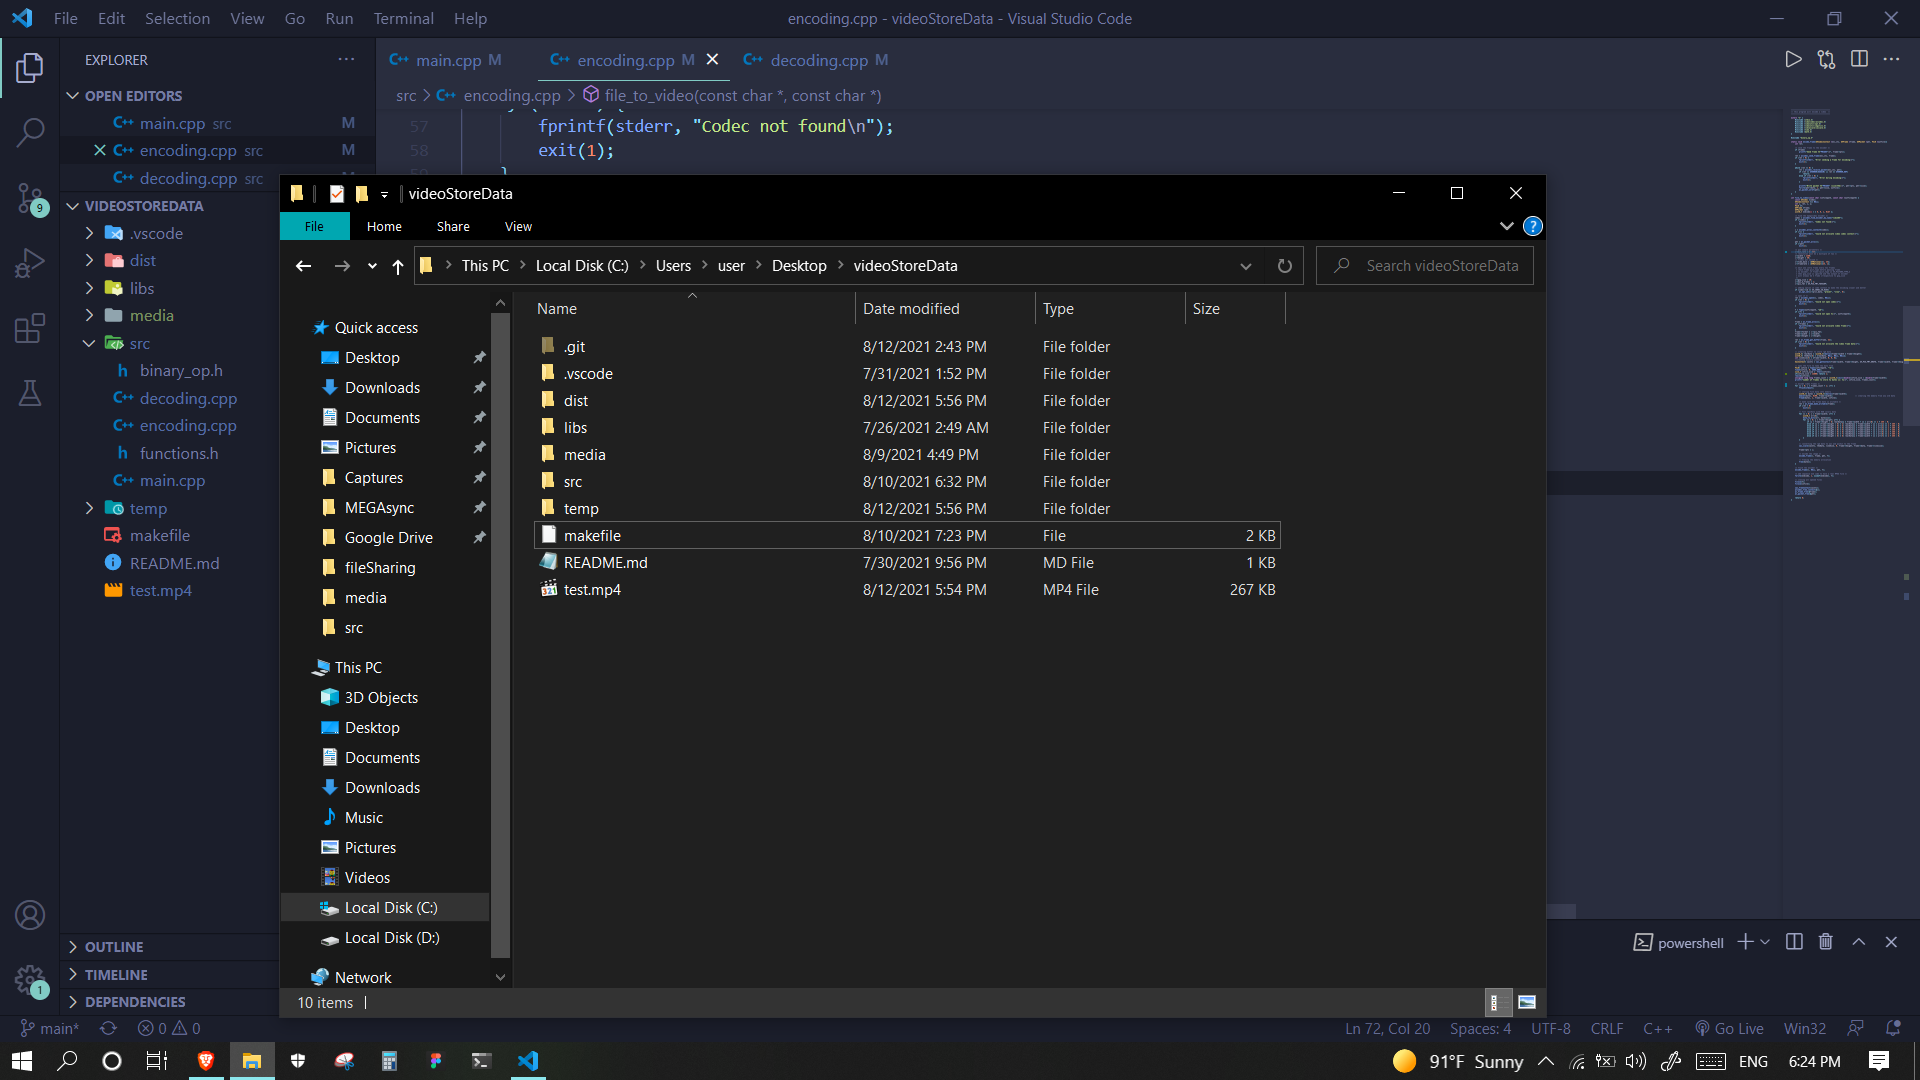 File Edit Selection View Go Run Terminal Help
encoding.cpp - videoStoreData - Visual Studio Code
EXPLORER
OPEN EDITORS
main.cpp src M
encoding.cpp src M
decoding.cpp src M
VIDEOSTOREDATA
.vscode
dist
libs
media
src
binary_op.h
decoding.cpp
encoding.cpp
functions.h
main.cpp
temp
makefile
README.md
test.mp4
OUTLINE
TIMELINE
DEPENDENCIES
9
1
main.cpp M
encoding.cpp M
decoding.cpp M
src > encoding.cpp > file_to_video(const char *, const char *)
57 fprintf(stderr, "Codec not found\n");
58 exit(1);
videoStoreData
File Home Share View
This PC > Local Disk (C:) > Users > user > Desktop > videoStoreData
Search videoStoreData
Quick access
Desktop
Downloads
Documents
Pictures
Captures
MEGAsync
Google Drive
fileSharing
media
src
This PC
3D Objects
Desktop
Documents
Downloads
Music
Pictures
Videos
Local Disk (C:)
Local Disk (D:)
Network
Name Date modified Type Size
.git 8/12/2021 2:43 PM File folder
.vscode 7/31/2021 1:52 PM File folder
dist 8/12/2021 5:56 PM File folder
libs 7/26/2021 2:49 AM File folder
media 8/9/2021 4:49 PM File folder
src 8/10/2021 6:32 PM File folder
temp 8/12/2021 5:56 PM File folder
makefile 8/10/2021 7:23 PM File 2 KB
README.md 7/30/2021 9:56 PM MD File 1 KB
test.mp4 8/12/2021 5:54 PM MP4 File 267 KB
10 items
powershell
main* 0 0
Ln 72, Col 20 Spaces: 4 UTF-8 CRLF C++ Go Live Win32
91°F Sunny ENG 6:24 PM